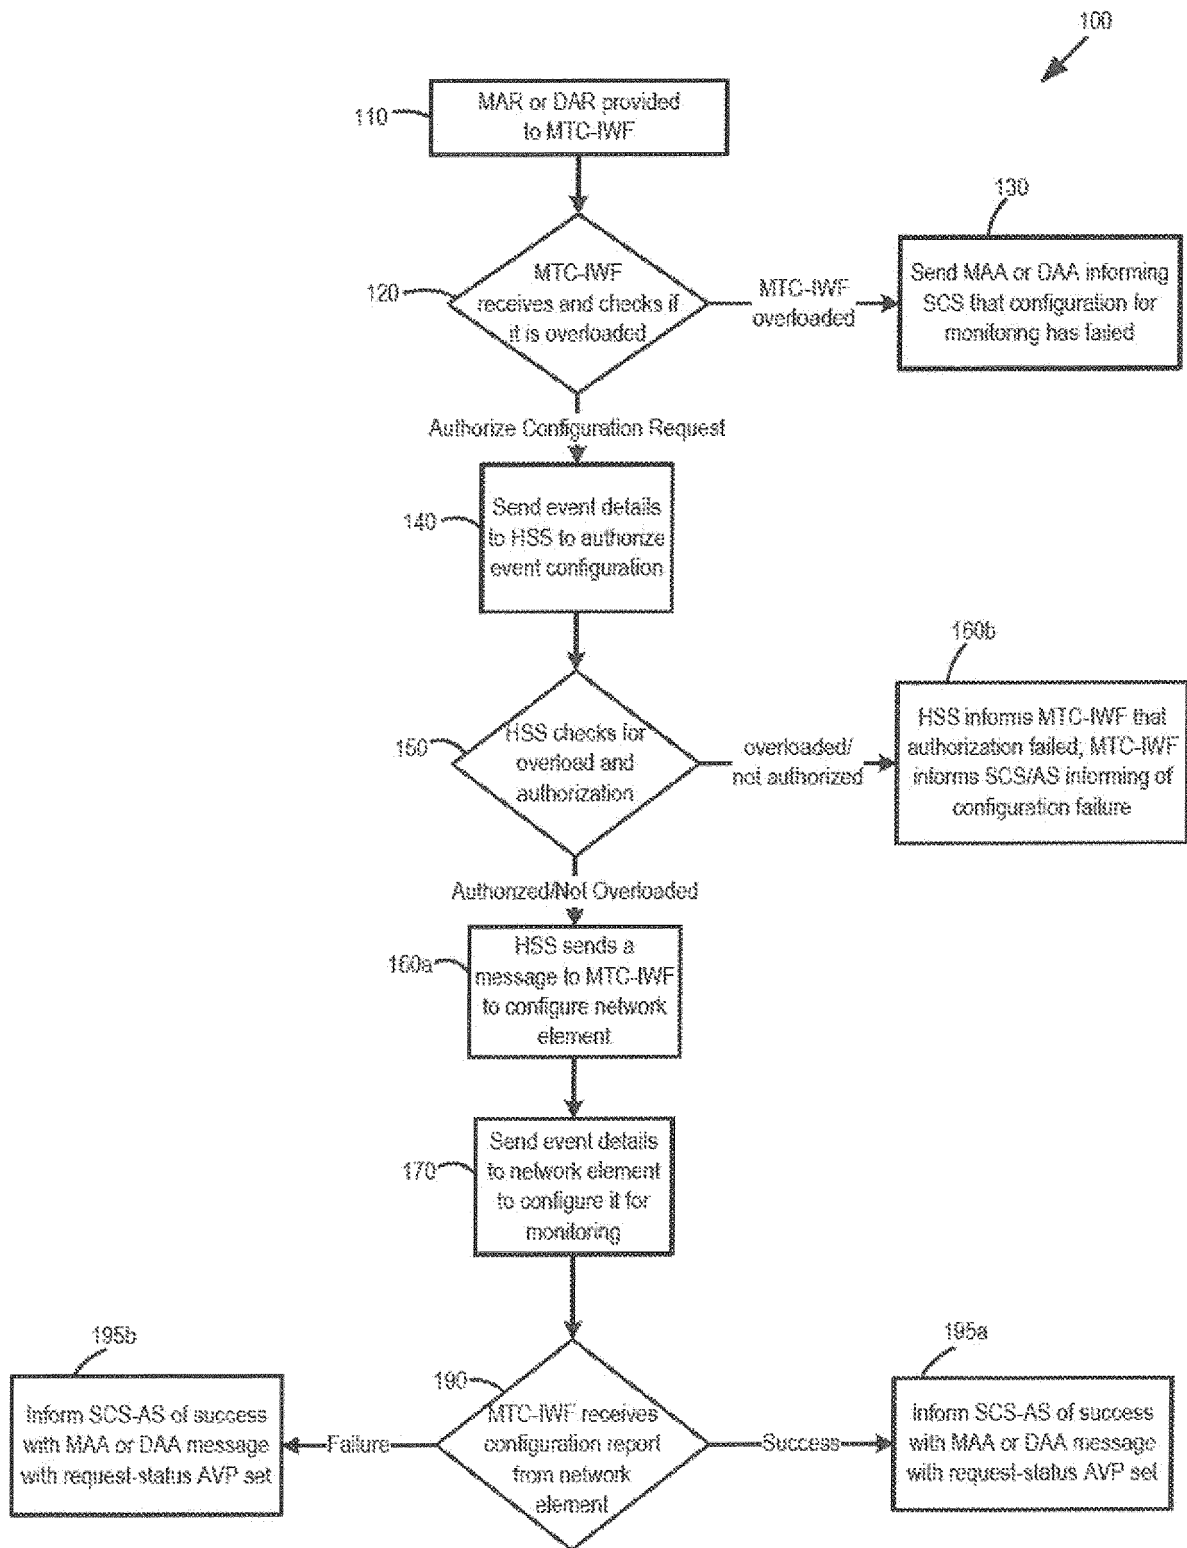 100
110
MAR or DAR provided
to MTC-IWF
120
MTC-IWF
receives and checks if
it is overloaded
MTC-IWF
overloaded
130
Send MAA or DAA informing
SCS that configuration for
monitoring has failed
Authorize Configuration Request
140
Send event details
to HSS to authorize
event configuration
150
HSS checks for
overload and
authorization
overloaded/
not authorized
160b
HSS informs MTC-IWF that
authorization failed; MTC-IWF
informs SCS/AS informing of
configuration failure
Authorized/Not Overloaded
160a
HSS sends a
message to MTC-IWF
to configure network
element
170
Send event details
to network element
to configure it for
monitoring
190
MTC-IWF receives
configuration report
from network
element
Failure
195b
Inform SCS-AS of success
with MAA or DAA message
with request-status AVP set
Success
195a
Inform SCS-AS of success
with MAA or DAA message
with request-status AVP set